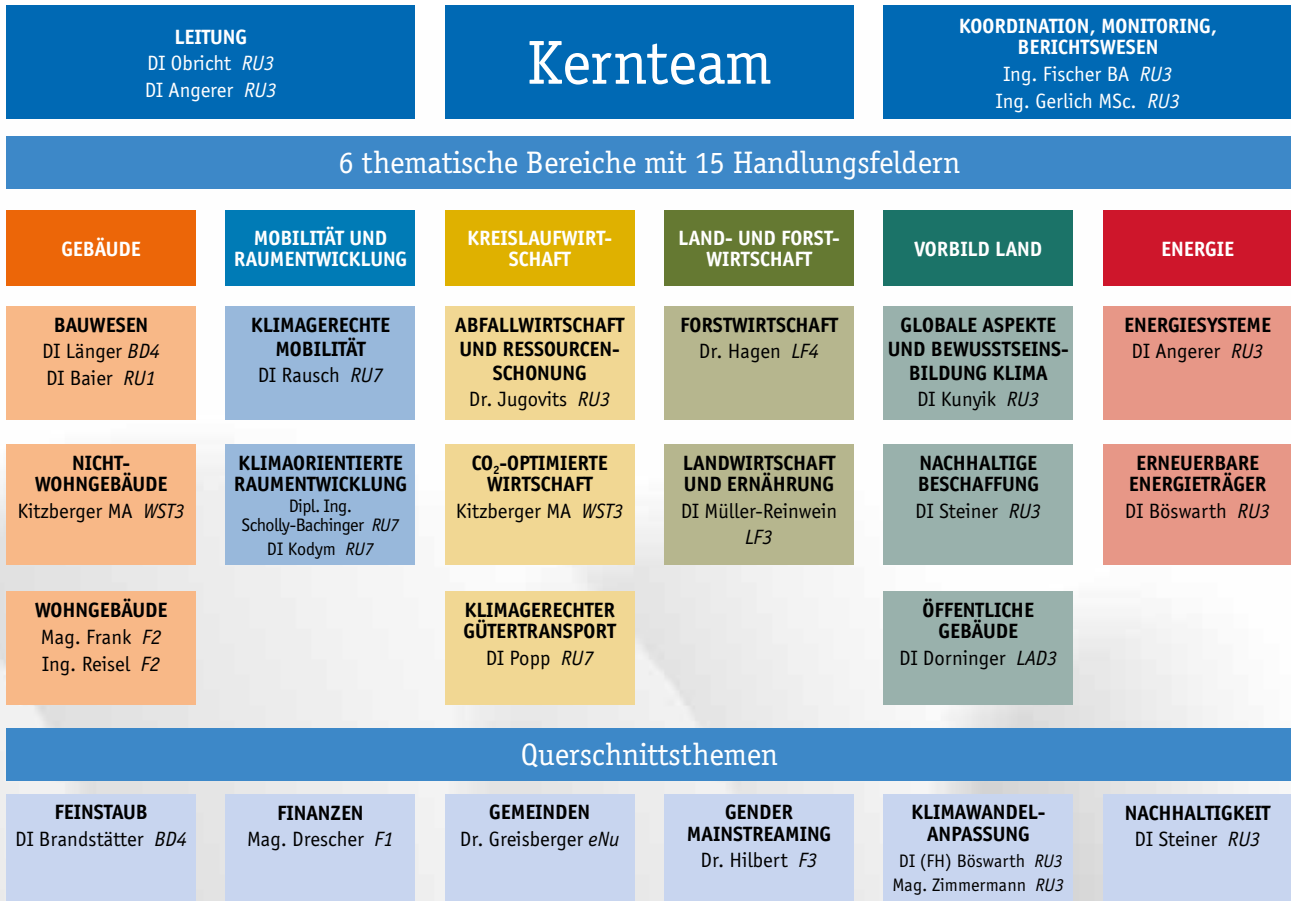 LEITUNG
DI Obricht RU3
DI Angerer RU3
Kernteam
KOORDINATION, MONITORING,
BERICHTSWESEN
Ing. Fischer BA RU3
Ing. Gerlich MSc. RU3
6 thematische Bereiche mit 15 Handlungsfeldern
GEBÄUDE
MOBILITÄT UND
RAUMENTWICKLUNG
KREISLAUFWIRT-
SCHAFT
LAND- UND FORST-
WIRTSCHAFT
VORBILD LAND
ENERGIE
BAUWESEN
DI Länger BD4
DI Baier RU1
KLIMAGERECHTE
MOBILITÄT
DI Rausch RU7
ABFALLWIRTSCHAFT
UND RESSOURCEN-
SCHONUNG
Dr. Jugovits RU3
FORSTWIRTSCHAFT
Dr. Hagen LF4
GLOBALE ASPEKTE
UND BEWUSSTSEINS-
BILDUNG KLIMA
DI Kunyik RU3
ENERGIESYSTEME
DI Angerer RU3
NICHT-
WOHNGEBÄUDE
Kitzberger MA WST3
KLIMAORIENTIERTE
RAUMENTWICKLUNG
Dipl. Ing.
Scholly-Bachinger RU7
DI Kodym RU7
CO₂-OPTIMIERTE
WIRTSCHAFT
Kitzberger MA WST3
LANDWIRTSCHAFT
UND ERNÄHRUNG
DI Müller-Reinwein
LF3
NACHHALTIGE
BESCHAFFUNG
DI Steiner RU3
ERNEUERBARE
ENERGIETRÄGER
DI Böswarth RU3
WOHNGEBÄUDE
Mag. Frank F2
Ing. Reisel F2
KLIMAGERECHTER
GÜTERTRANSPORT
DI Popp RU7
ÖFFENTLICHE
GEBÄUDE
DI Dorninger LAD3
Querschnittsthemen
FEINSTAUB
DI Brandstätter BD4
FINANZEN
Mag. Drescher F1
GEMEINDEN
Dr. Greisberger eNu
GENDER
MAINSTREAMING
Dr. Hilbert F3
KLIMAWANDEL-
ANPASSUNG
DI (FH) Böswarth RU3
Mag. Zimmermann RU3
NACHHALTIGKEIT
DI Steiner RU3